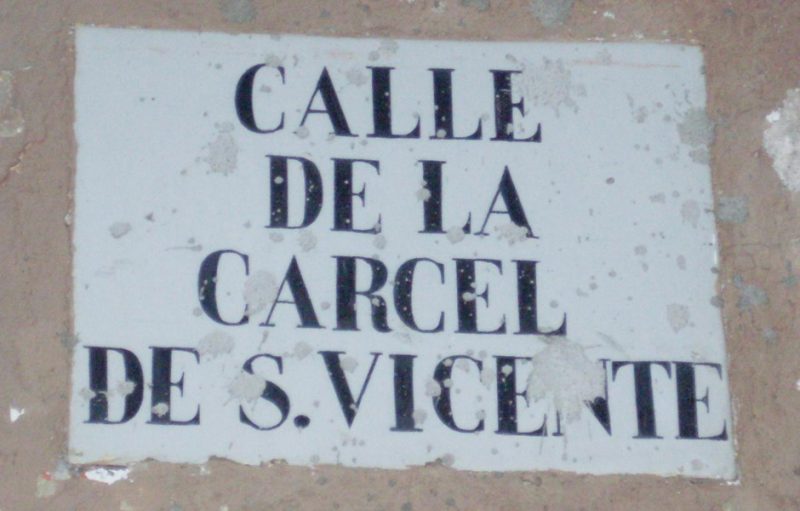 CALLE
DE LA
CARCEL
DE S. VICENTE